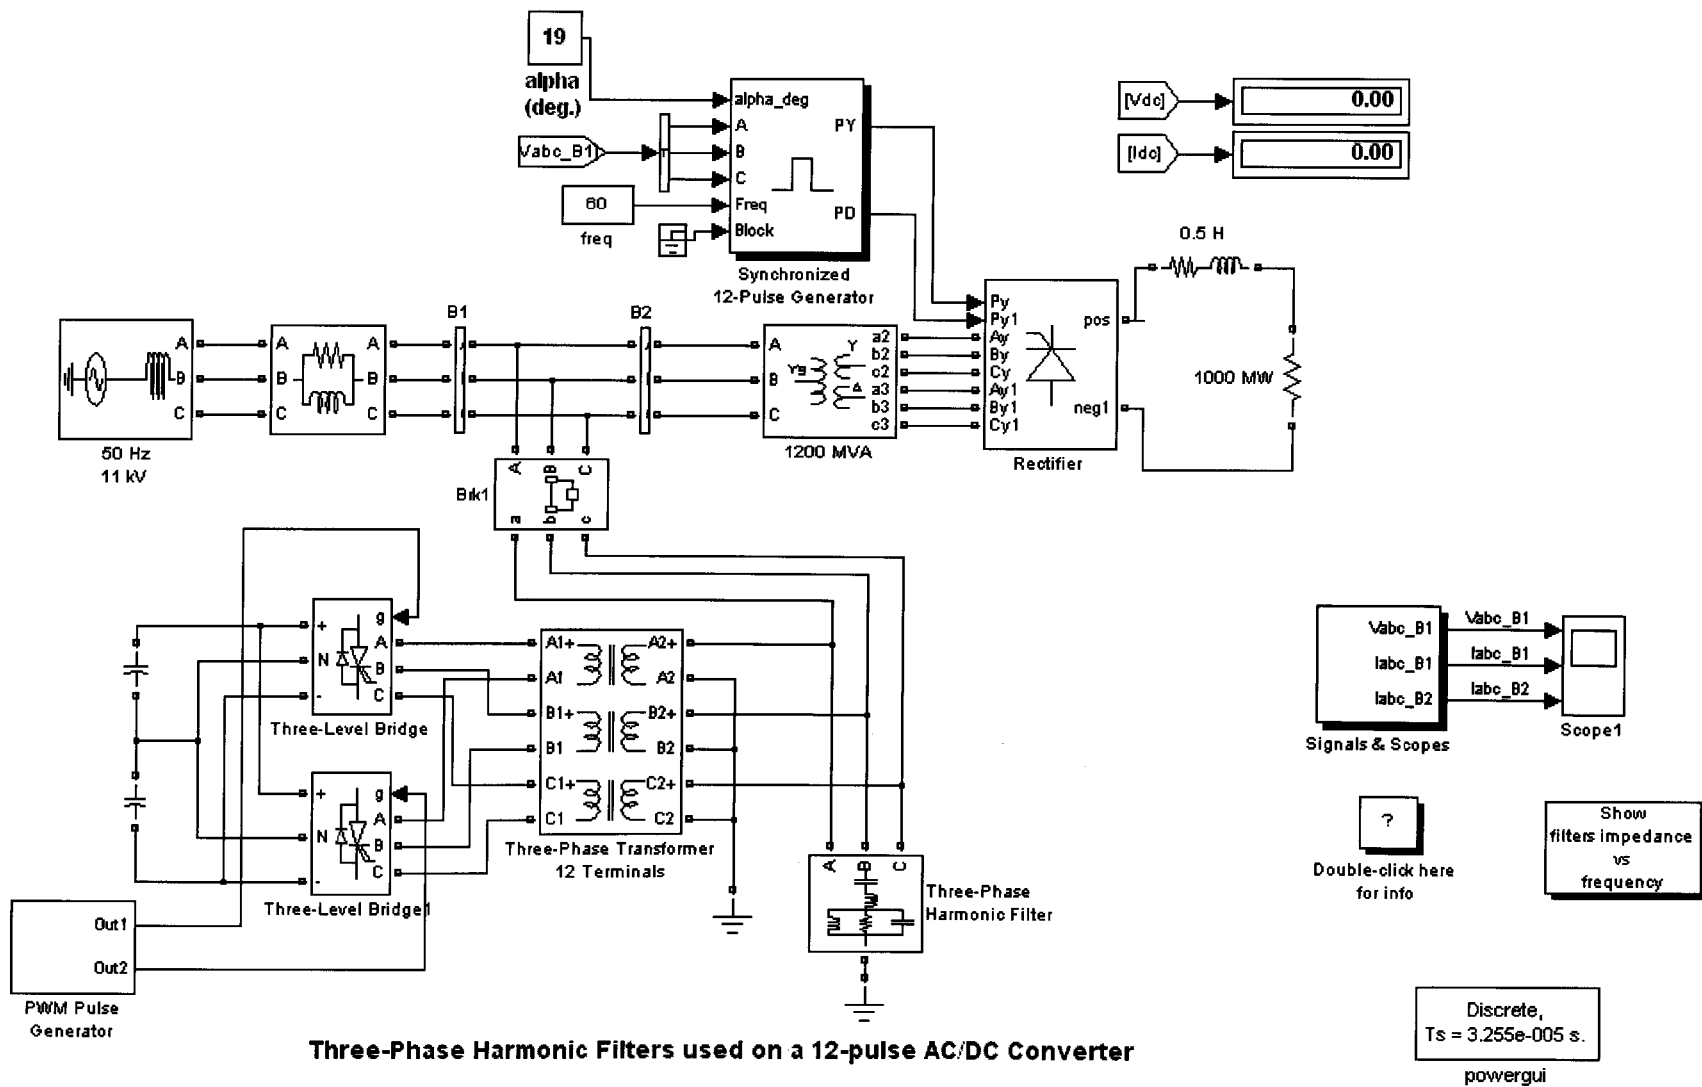 19
alpha
(deg.)
Vabc_B1
60
freq
alpha_deg
A
B
C
Freq
Block
PY
PD
Synchronized
12-Pulse Generator
[Vdc]
0.00
[Idc]
0.00
0.5 H
1000 MW
A
B
C
50 Hz
11 kV
A
B
C
A
B
C
B1
B2
A
B
C
Yg
Y
Δ
a2
b2
c2
a3
b3
c3
1200 MVA
Py
Py1
Ay
By
Cy
Ay1
By1
Cy1
pos
neg1
Rectifier
Brk1
A
B
C
a
b
c
+
N
-
g
A
B
C
Three-Level Bridge
+
N
-
g
A
B
C
Three-Level Bridge1
A1+
A1
B1+
B1
C1+
C1
A2+
A2
B2+
B2
C2+
C2
Three-Phase Transformer
12 Terminals
A
B
C
Three-Phase
Harmonic Filter
Out1
Out2
PWM Pulse
Generator
Vabc_B1
Iabc_B1
Iabc_B2
Vabc_B1
Iabc_B1
Iabc_B2
Signals & Scopes
Scope1
?
Double-click here
for info
Show
filters impedance
vs
frequency
Discrete,
Ts = 3.255e-005 s.
powergui
Three-Phase Harmonic Filters used on a 12-pulse AC/DC Converter